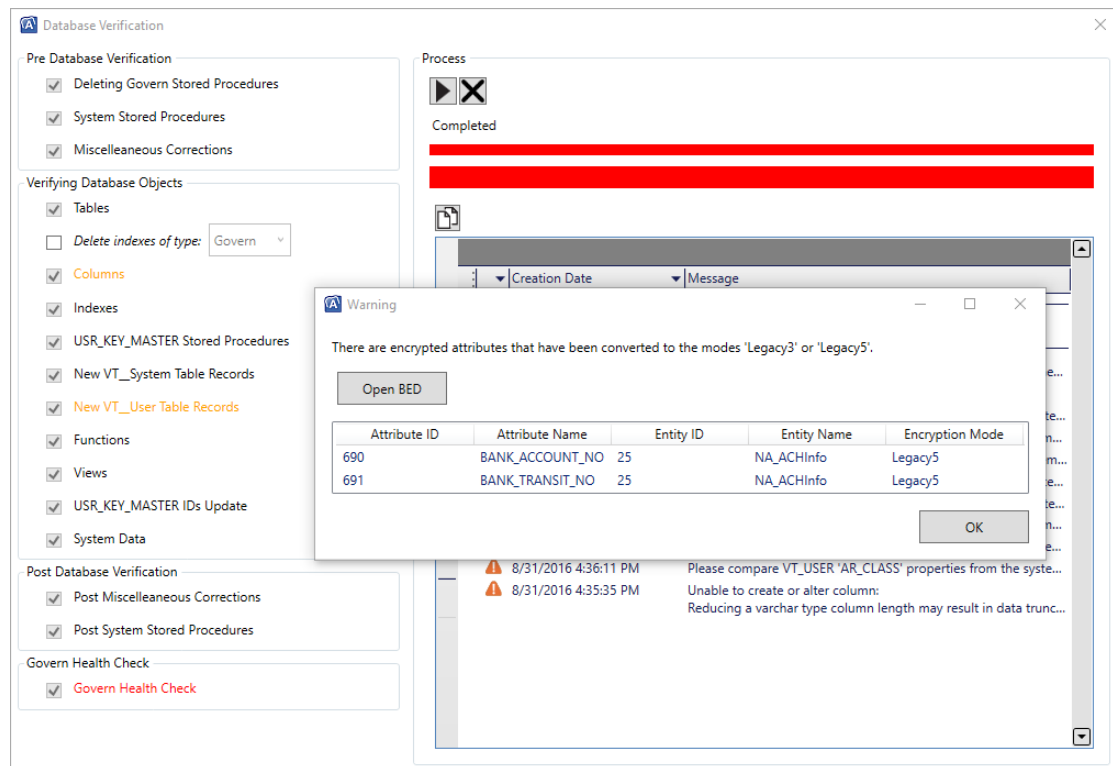 Database Verification
Pre Database Verification
Deleting Govern Stored Procedures
System Stored Procedures
Miscelleaneous Corrections
Verifying Database Objects
Tables
Delete indexes of type: Govern
Columns
Indexes
USR_KEY_MASTER Stored Procedures
New VT__System Table Records
New VT__User Table Records
Functions
Views
USR_KEY_MASTER IDs Update
System Data
Post Database Verification
Post Miscelleaneous Corrections
Post System Stored Procedures
Govern Health Check
Govern Health Check
Process
Completed
Creation Date Message
Warning
There are encrypted attributes that have been converted to the modes 'Legacy3' or 'Legacy5'.
Open BED
Attribute ID Attribute Name Entity ID Entity Name Encryption Mode
690 BANK_ACCOUNT_NO 25 NA_ACHInfo Legacy5
691 BANK_TRANSIT_NO 25 NA_ACHInfo Legacy5
OK
8/31/2016 4:36:11 PM Please compare VT_USER 'AR_CLASS' properties from the syste...
8/31/2016 4:35:35 PM Unable to create or alter column:
Reducing a varchar type column length may result in data trunc...